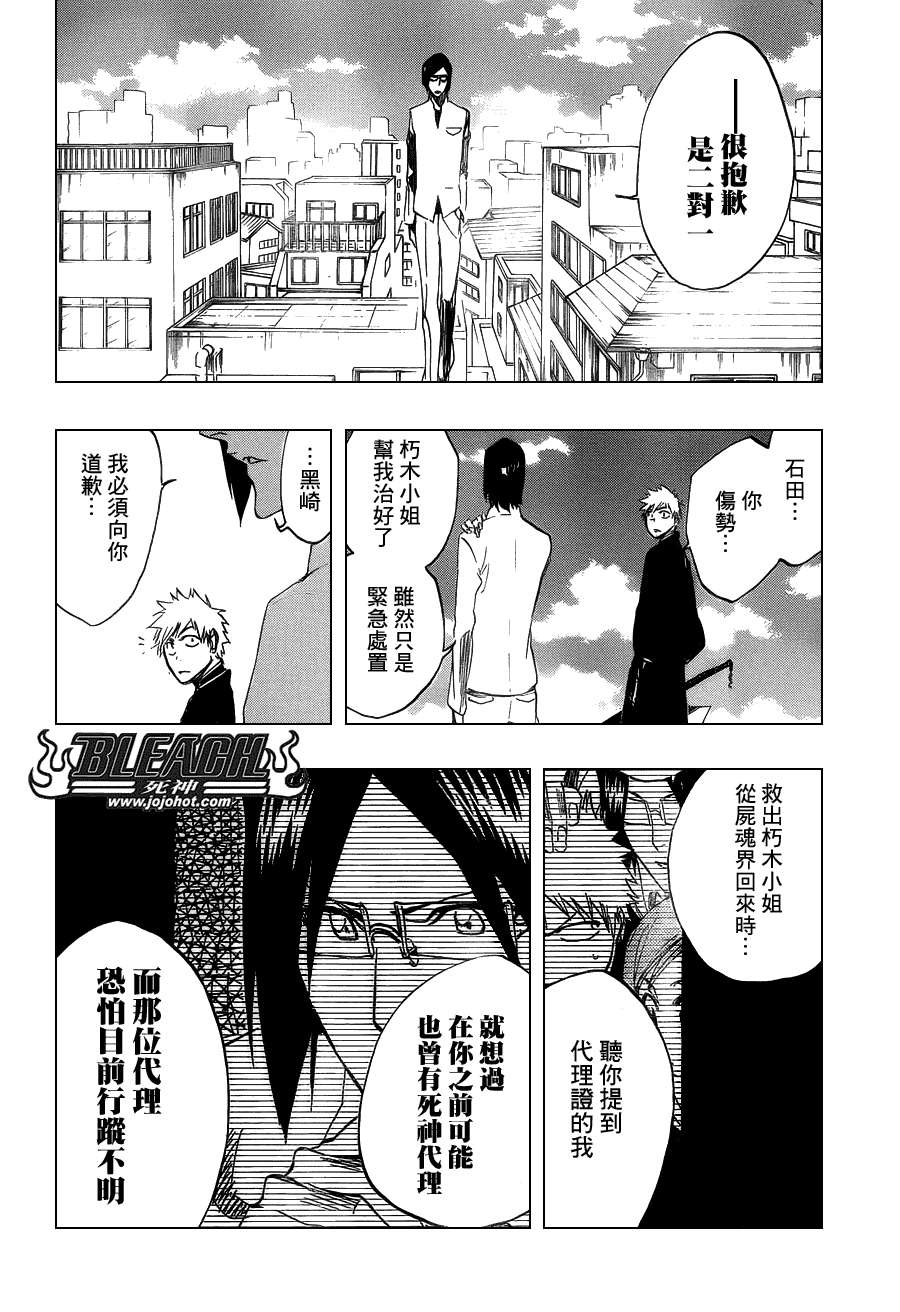 ──很抱歉
是二對一
石田…
你
傷勢…
朽木小姐
幫我治好了
雖然只是
緊急處置
…黑崎
我必須向你
道歉…
救出朽木小姐
從屍魂界回來時…
聽你提到
代理證的我
就想過
在你之前可能
也曾有死神代理
而那位代理
恐怕目前行蹤不明
BLEACH
死神
www.jojohot.com